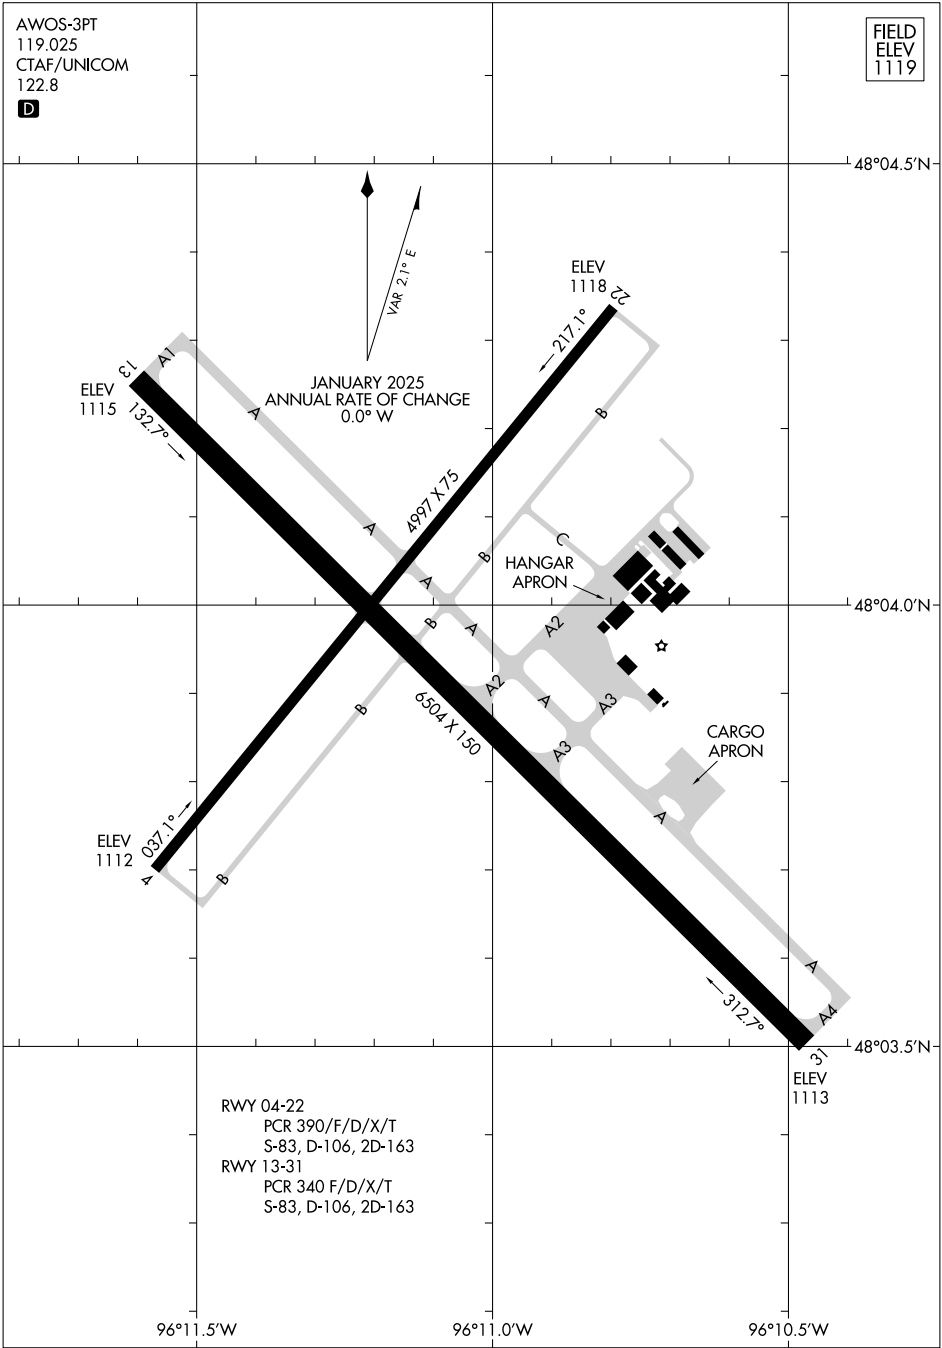 AWOS-3PT
119.025
CTAF/UNICOM
122.8
D
FIELD
ELEV
1119
48°04.5'N
VAR 2.1° E
JANUARY 2025
ANNUAL RATE OF CHANGE
0.0° W
ELEV
1118
22
217.1°
13
A1
ELEV
1115
132.7°
A
B
4997 X 75
A
B
C
HANGAR
APRON
A
48°04.0'N
B
A
A2
A2
B
A
A3
6504 X 150
A3
CARGO
APRON
A
037.1°
ELEV
1112
4
B
A
312.7°
A4
31
48°03.5'N
ELEV
1113
RWY 04-22
PCR 390/F/D/X/T
S-83, D-106, 2D-163
RWY 13-31
PCR 340 F/D/X/T
S-83, D-106, 2D-163
96°11.5'W
96°11.0'W
96°10.5'W